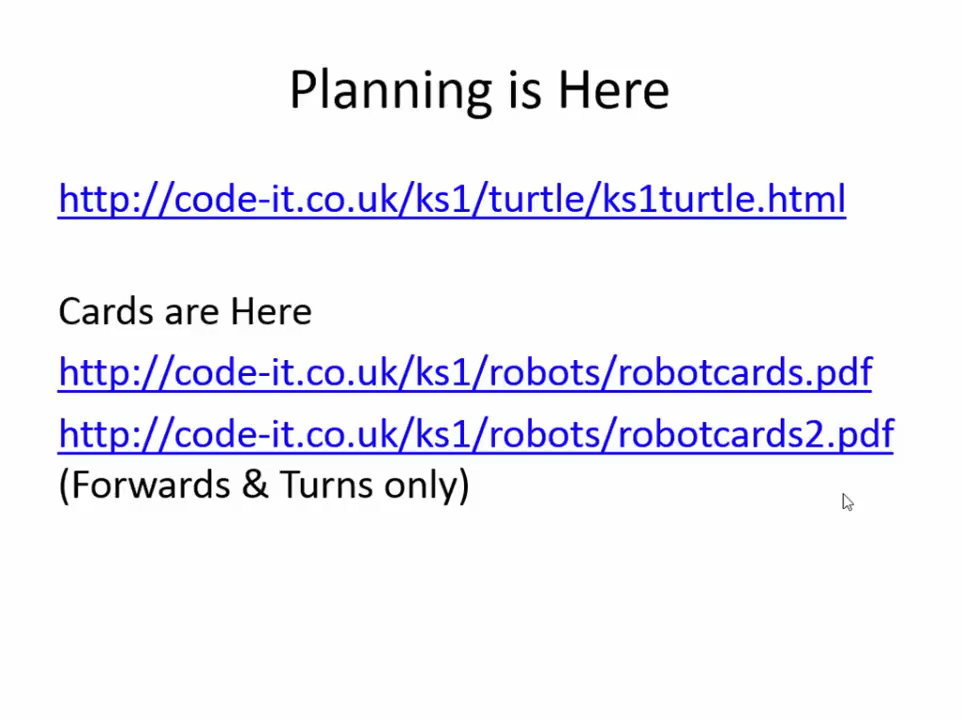 Planning is Here
http://code-it.co.uk/ks1/turtle/ks1turtle.html
Cards are Here
http://code-it.co.uk/ks1/robots/robotcards.pdf
http://code-it.co.uk/ks1/robots/robotcards2.pdf
(Forwards & Turns only)